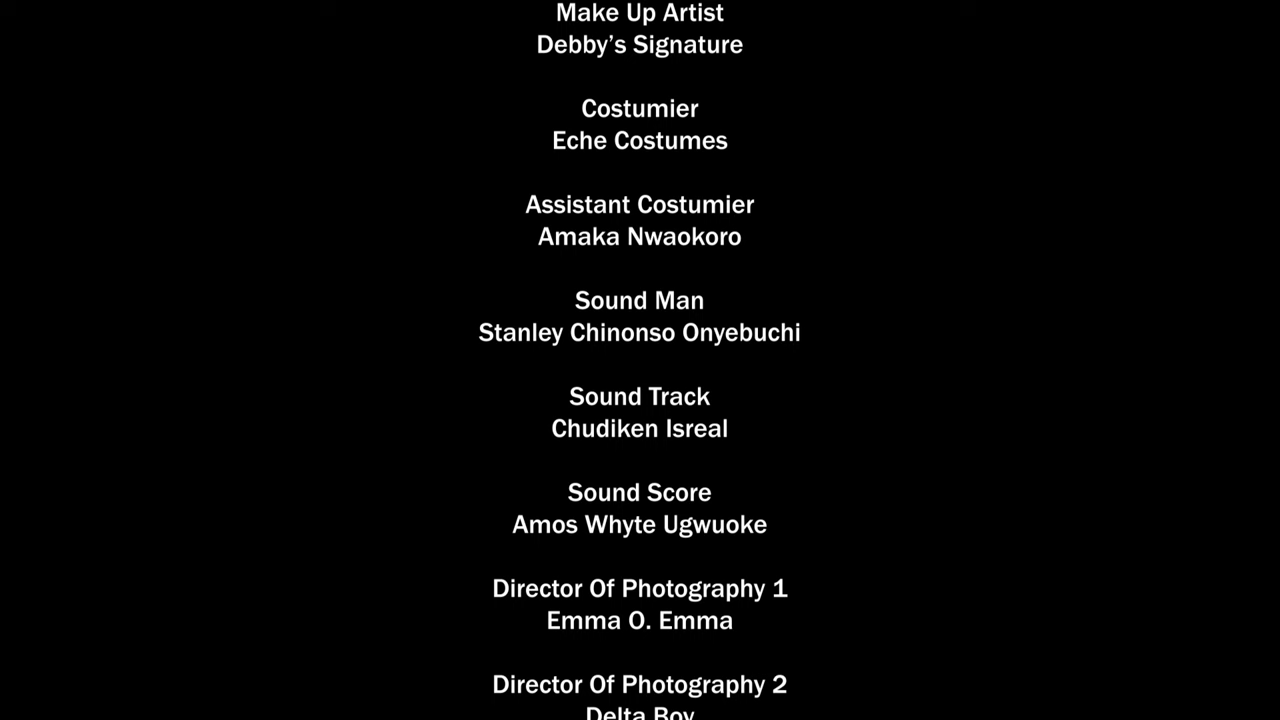 Make Up Artist
Debby’s Signature
Costumier
Eche Costumes
Assistant Costumier
Amaka Nwaokoro
Sound Man
Stanley Chinonso Onyebuchi
Sound Track
Chudiken Isreal
Sound Score
Amos Whyte Ugwuoke
Director Of Photography 1
Emma O. Emma
Director Of Photography 2
Delta Boy